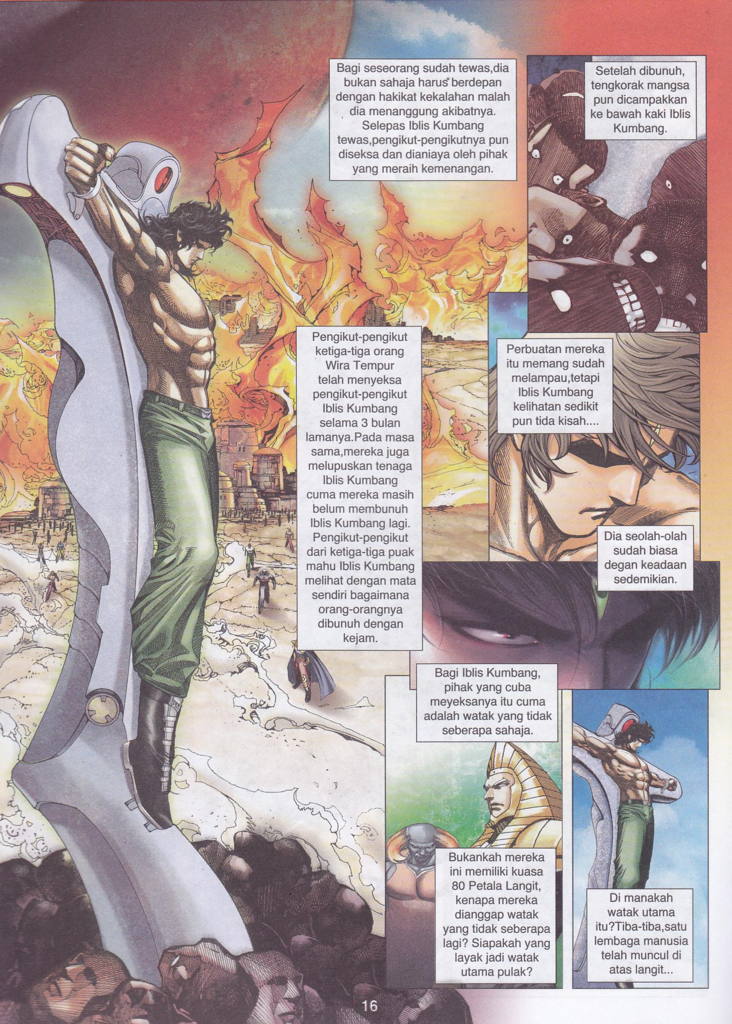 Bagi seseorang sudah tewas,dia
bukan sahaja harus berdepan
dengan hakikat kekalahan malah
dia menanggung akibatnya.
Selepas Iblis Kumbang
tewas,pengikut-pengikutnya pun
diseksa dan dianiaya oleh pihak
yang meraih kemenangan.
Setelah dibunuh,
tengkorak mangsa
pun dicampakkan
ke bawah kaki Iblis
Kumbang.
Pengikut-pengikut
ketiga-tiga orang
Wira Tempur
telah menyeksa
pengikut-pengikut
Iblis Kumbang
selama 3 bulan
lamanya.Pada masa
sama,mereka juga
melupuskan tenaga
Iblis Kumbang
cuma mereka masih
belum membunuh
Iblis Kumbang lagi.
Pengikut-pengikut
dari ketiga-tiga puak
mahu Iblis Kumbang
melihat dengan mata
sendiri bagaimana
orang-orangnya
dibunuh dengan
kejam.
Perbuatan mereka
itu memang sudah
melampau,tetapi
Iblis Kumbang
kelihatan sedikit
pun tida kisah....
Dia seolah-olah
sudah biasa
degan keadaan
sedemikian.
Bagi Iblis Kumbang,
pihak yang cuba
meyeksanya itu cuma
adalah watak yang tidak
seberapa sahaja.
Bukankah mereka
ini memiliki kuasa
80 Petala Langit,
kenapa mereka
dianggap watak
yang tidak seberapa
lagi? Siapakah yang
layak jadi watak
utama pulak?
Di manakah
watak utama
itu?Tiba-tiba,satu
lembaga manusia
telah muncul di
atas langit...
16